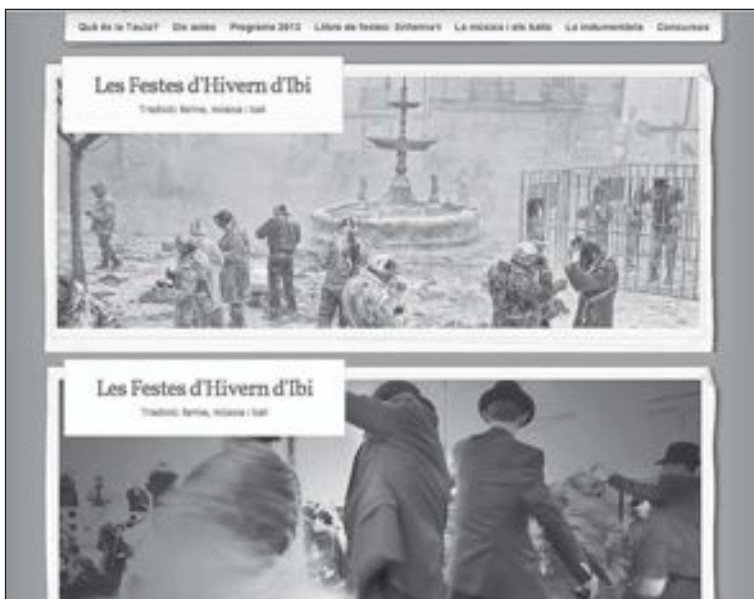 Què és la Taula? Els actes Programa 2012 Llibre de festes: Enfarina't La música i els balls La indumentària Concursos
Les Festes d'Hivern d'Ibi
Tradició: farina, música i ball
Les Festes d'Hivern d'Ibi
Tradició: farina, música i ball